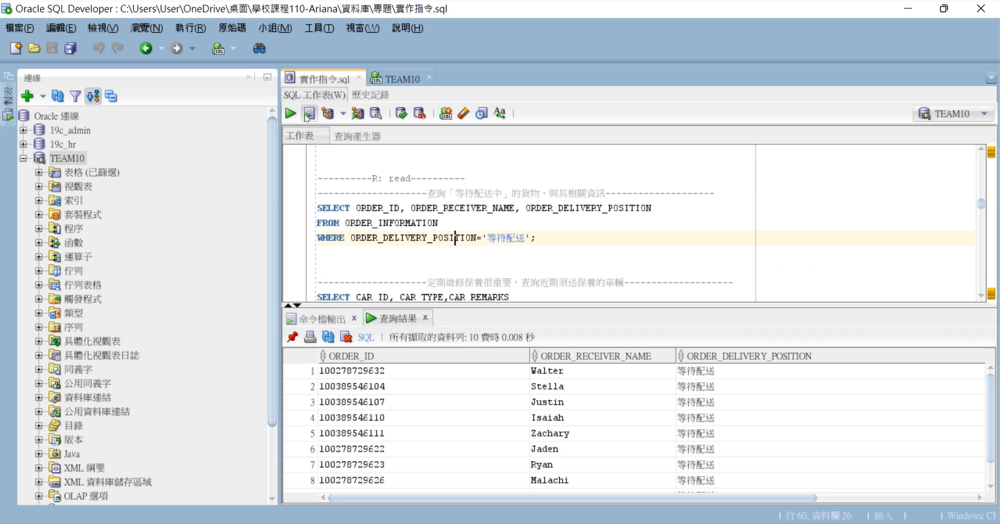 Oracle SQL Developer : C:\Users\User\OneDrive\桌面\學校課程110-Ariana\資料庫\專題\實作指令.sql
檔案(F) 編輯(E) 檢視(V) 瀏覽(N) 執行(R) 原始碼 小組(M) 工具(T) 視窗(W) 說明(H)
報表
連線
Oracle 連線
19c_admin
19c_hr
TEAM10
表格 (已篩選)
視觀表
索引
套裝程式
程序
函數
運算子
佇列
佇列表格
觸發程式
類型
序列
具體化視觀表
具體化視觀表日誌
同義字
公用同義字
資料庫連結
公用資料庫連結
目錄
版本
Java
XML 綱要
XML 資料庫儲存區域
OLAP 選項
實作指令.sql TEAM10
SQL 工作表(W) 歷史記錄
TEAM10
工作表 查詢產生器
----------R: read----------
--------------------查詢「等待配送中」的貨物，與其相關資訊--------------------
SELECT ORDER_ID, ORDER_RECEIVER_NAME, ORDER_DELIVERY_POSITION
FROM ORDER_INFORMATION
WHERE ORDER_DELIVERY_POSITION='等待配送';
--------------------定期維修保養很重要，查詢近期須送保養的車輛--------------------
SELECT CAR_ID, CAR_TYPE,CAR_REMARKS
命令檔輸出 查詢結果
SQL | 所有擷取的資料列: 10 費時 0.008 秒
ORDER_ID ORDER_RECEIVER_NAME ORDER_DELIVERY_POSITION
1 100278729632 Walter 等待配送
2 100389546104 Stella 等待配送
3 100389546107 Justin 等待配送
4 100389546110 Isaiah 等待配送
5 100389546111 Zachary 等待配送
6 100278729622 Jaden 等待配送
7 100278729623 Ryan 等待配送
8 100278729626 Malachi 等待配送
行 60, 資料欄 26 | 插入 | Windows: CF